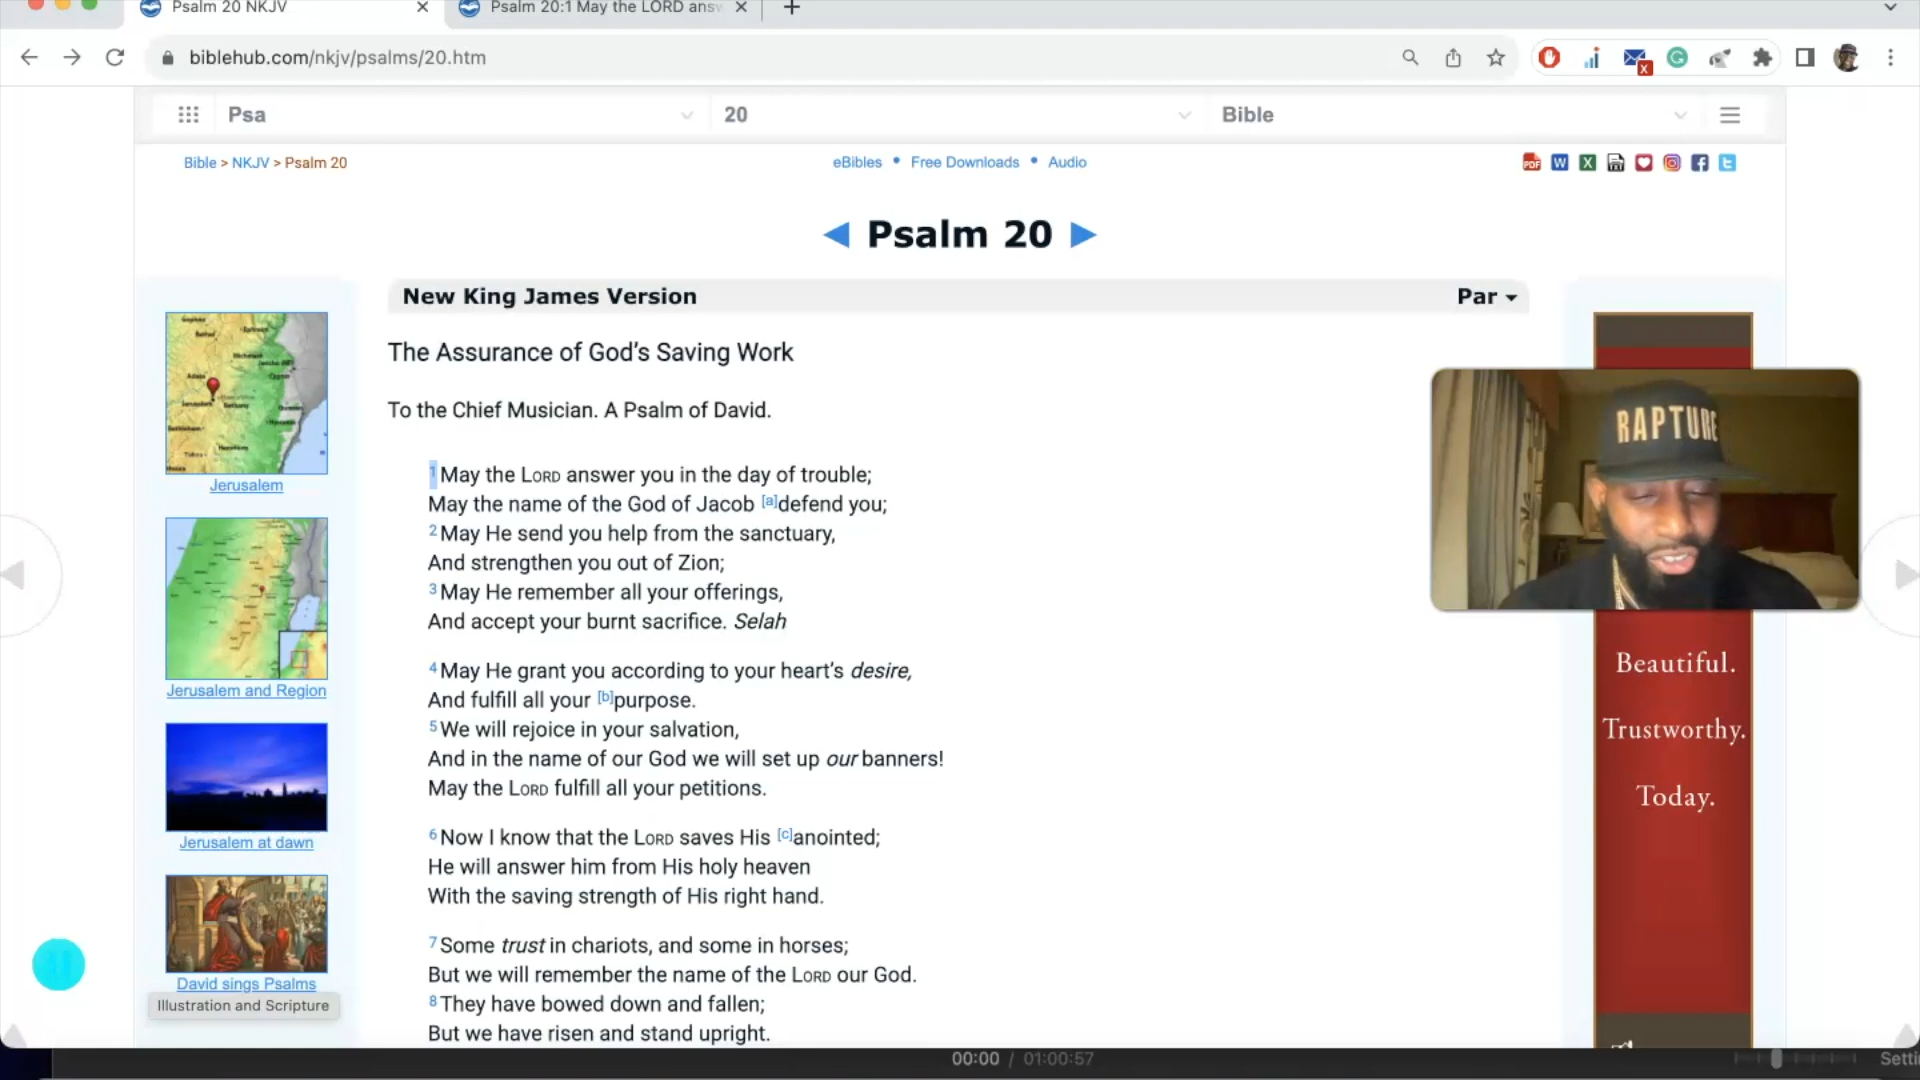 Psalm 20 NKJV
Psalm 20:1 May the LORD answ
biblehub.com/nkjv/psalms/20.htm
Psa
20
Bible
Bible > NKJV > Psalm 20
eBibles • Free Downloads • Audio
Psalm 20
New King James Version
Par
The Assurance of God’s Saving Work
To the Chief Musician. A Psalm of David.
1 May the LORD answer you in the day of trouble;
May the name of the God of Jacob [a]defend you;
2 May He send you help from the sanctuary,
And strengthen you out of Zion;
3 May He remember all your offerings,
And accept your burnt sacrifice. Selah
4 May He grant you according to your heart’s desire,
And fulfill all your [b]purpose.
5 We will rejoice in your salvation,
And in the name of our God we will set up our banners!
May the LORD fulfill all your petitions.
6 Now I know that the LORD saves His [c]anointed;
He will answer him from His holy heaven
With the saving strength of His right hand.
7 Some trust in chariots, and some in horses;
But we will remember the name of the LORD our God.
8 They have bowed down and fallen;
But we have risen and stand upright.
Jerusalem
Jerusalem and Region
Jerusalem at dawn
David sings Psalms
Illustration and Scripture
RAPTURE
Beautiful.
Trustworthy.
Today.
00:00 / 01:00:57
Setti